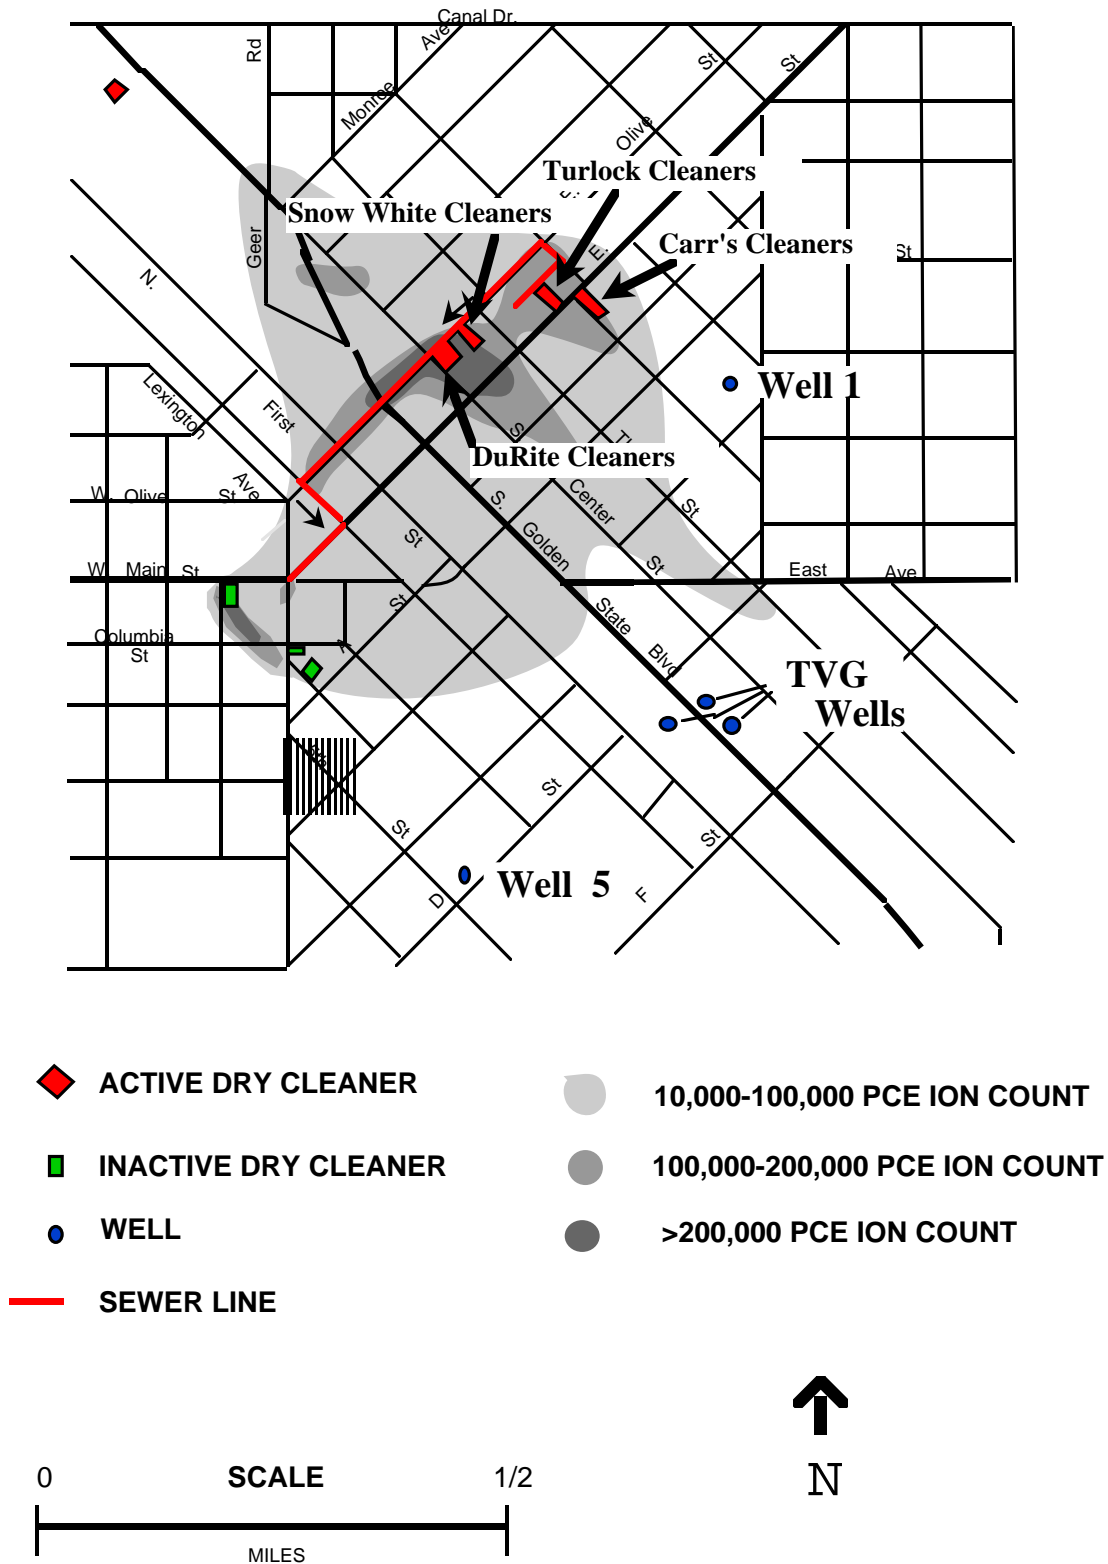 Canal Dr.
Rd
Ave
St
St
Monroe
Olive
Turlock Cleaners
E.
Snow White Cleaners
Geer
E.
Carr's Cleaners
St
N.
Well 1
Lexington
First
DuRite Cleaners
S.
W. Olive St
Ave
S.
Center
St
Golden
St
W. Main St
St
East Ave
St
State
Columbia
St
A
Blvd
TVG
Wells
St
St
St
Well 5
D
F
ACTIVE DRY CLEANER
10,000-100,000 PCE ION COUNT
INACTIVE DRY CLEANER
100,000-200,000 PCE ION COUNT
WELL
>200,000 PCE ION COUNT
SEWER LINE
N
0 SCALE 1/2
MILES